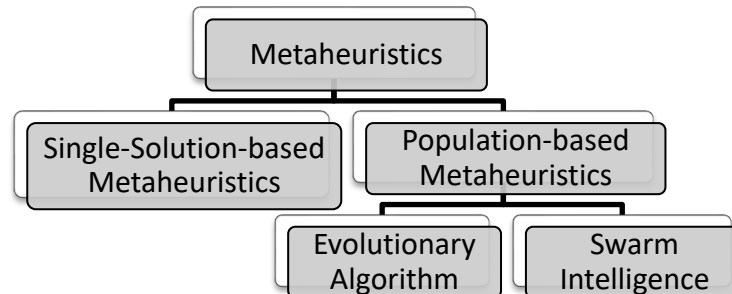 Metaheuristics
Single-Solution-based
Metaheuristics
Population-based
Metaheuristics
Evolutionary
Algorithm
Swarm
Intelligence